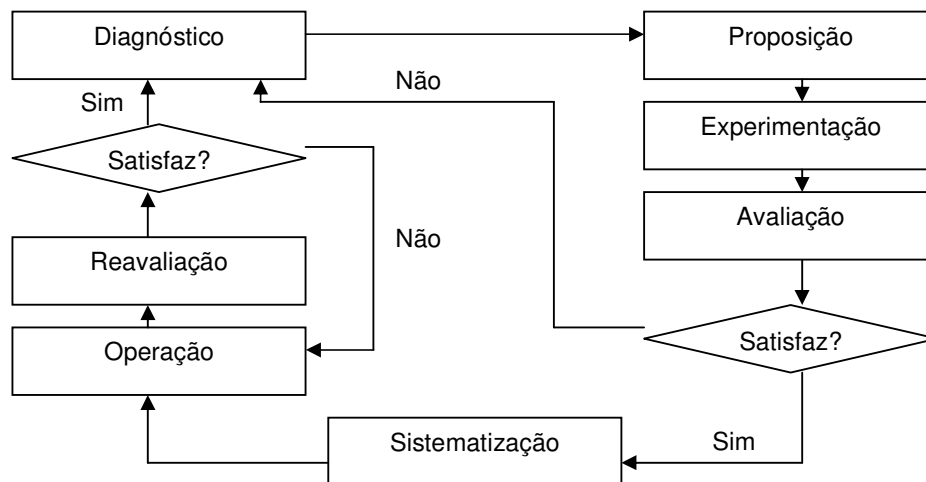 Diagnóstico
Proposição
Não
Sim
Experimentação
Satisfaz?
Avaliação
Não
Reavaliação
Satisfaz?
Operação
Sistematização
Sim